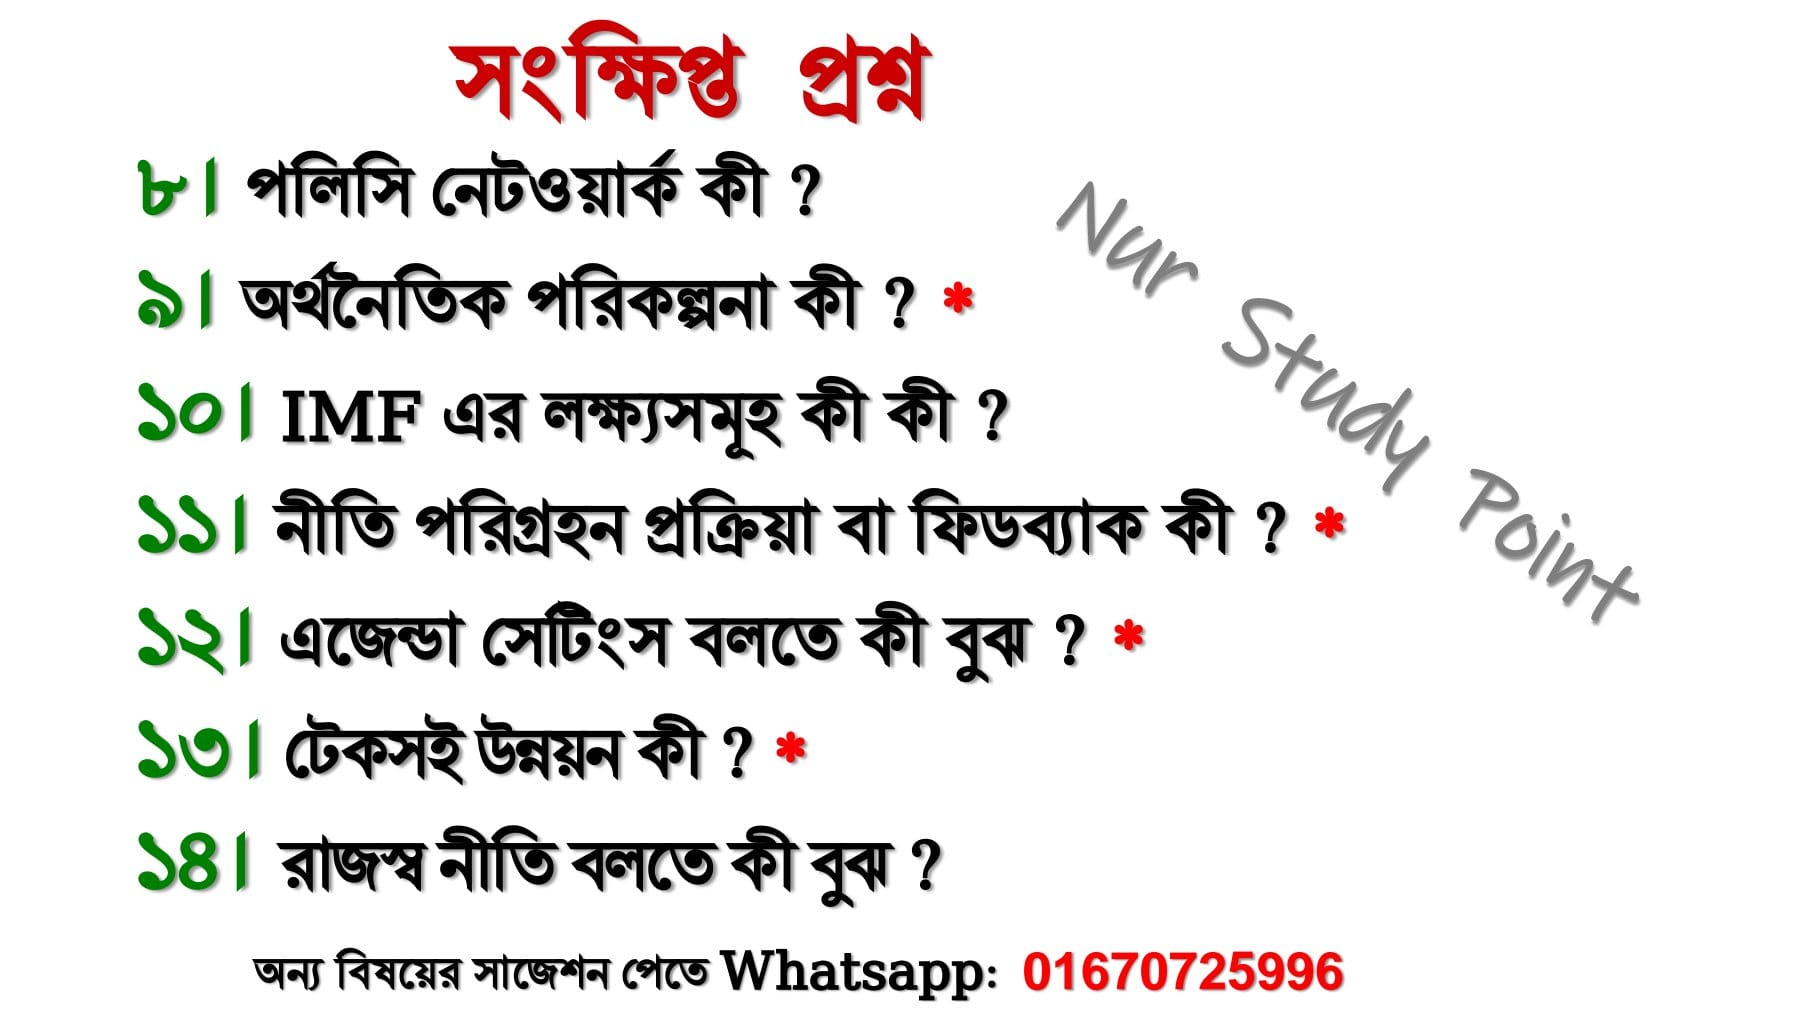 সংক্ষিপ্ত প্রশ্ন
৮। পলিসি নেটওয়ার্ক কী ?
৯। অর্থনৈতিক পরিকল্পনা কী ? *
১০। IMF এর লক্ষ্যসমূহ কী কী ?
১১। নীতি পরিগ্রহন প্রক্রিয়া বা ফিডব্যাক কী ? *
১২। এজেন্ডা সেটিংস বলতে কী বুঝ ? *
১৩। টেকসই উন্নয়ন কী ? *
১৪। রাজস্ব নীতি বলতে কী বুঝ ?
অন্য বিষয়ের সাজেশন পেতে Whatsapp: 01670725996
Nur Study Point